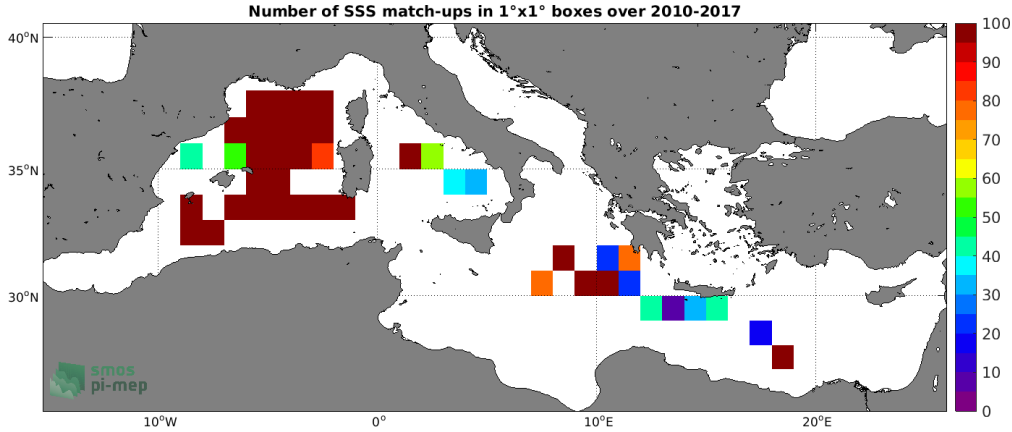 Number of SSS match-ups in 1°x1° boxes over 2010-2017
40°N
35°N
30°N
10°W
0°
10°E
20°E
100
90
80
70
60
50
40
30
20
10
0
smos
pi-mep